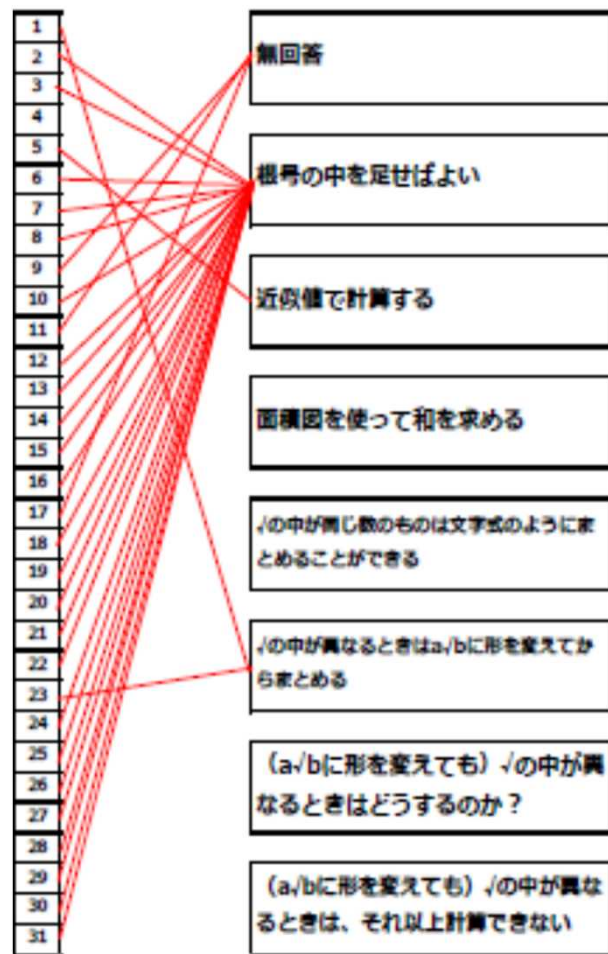 1
2
3
4
5
6
7
8
9
10
11
12
13
14
15
16
17
18
19
20
21
22
23
24
25
26
27
28
29
30
31
無回答
根号の中を足せばよい
近似値で計算する
面積図を使って和を求める
√の中が同じ数のものは文字式のようにま
とめることができる
√の中が異なるときはa√bに形を変えてか
らまとめる
（a√bに形を変えても）√の中が異
なるときはどうするのか？
（a√bに形を変えても）√の中が異な
るときは、それ以上計算できない